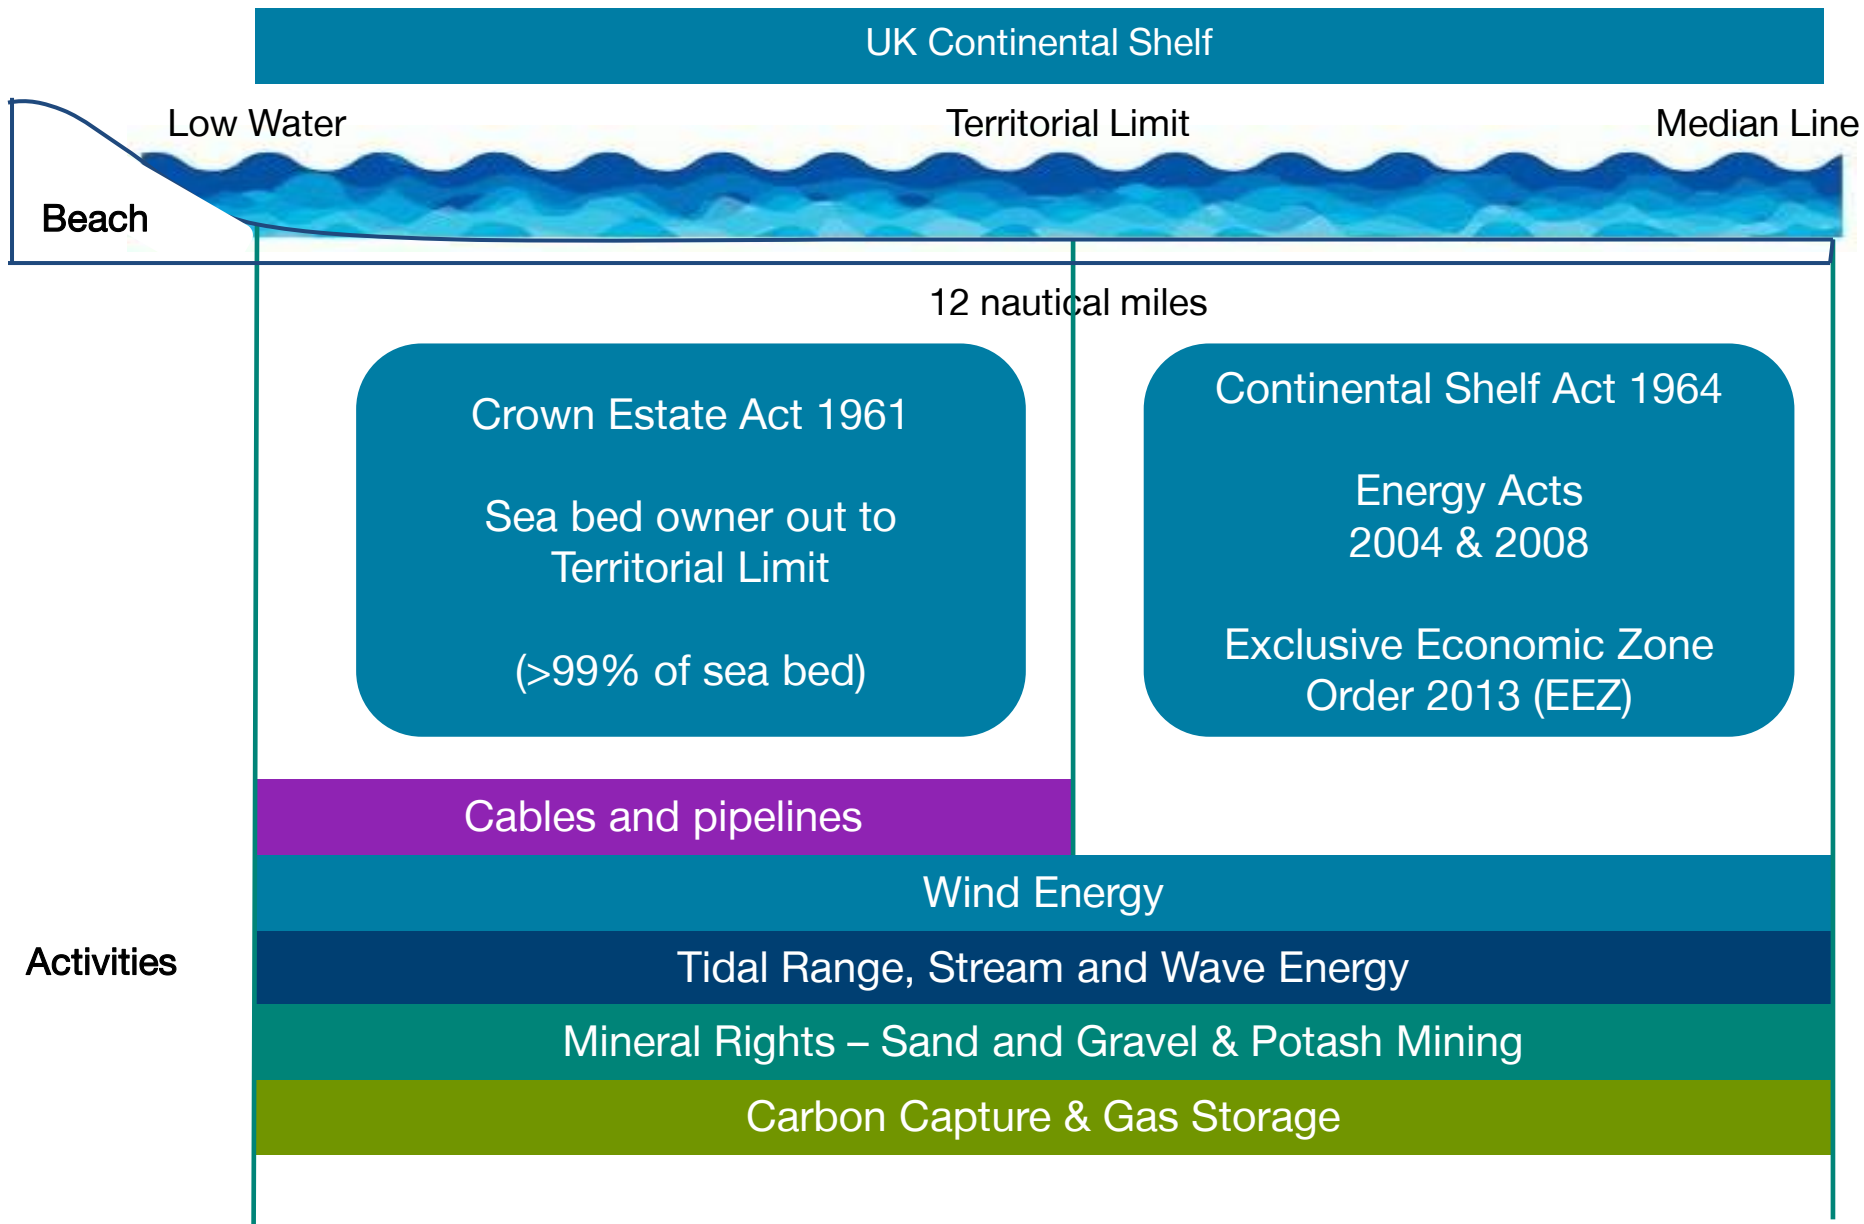 UK Continental Shelf
Low Water
Territorial Limit
Median Line
Beach
12 nautical miles
Crown Estate Act 1961
Sea bed owner out to
Territorial Limit
(>99% of sea bed)
Continental Shelf Act 1964
Energy Acts
2004 & 2008
Exclusive Economic Zone
Order 2013 (EEZ)
Cables and pipelines
Wind Energy
Activities
Tidal Range, Stream and Wave Energy
Mineral Rights – Sand and Gravel & Potash Mining
Carbon Capture & Gas Storage